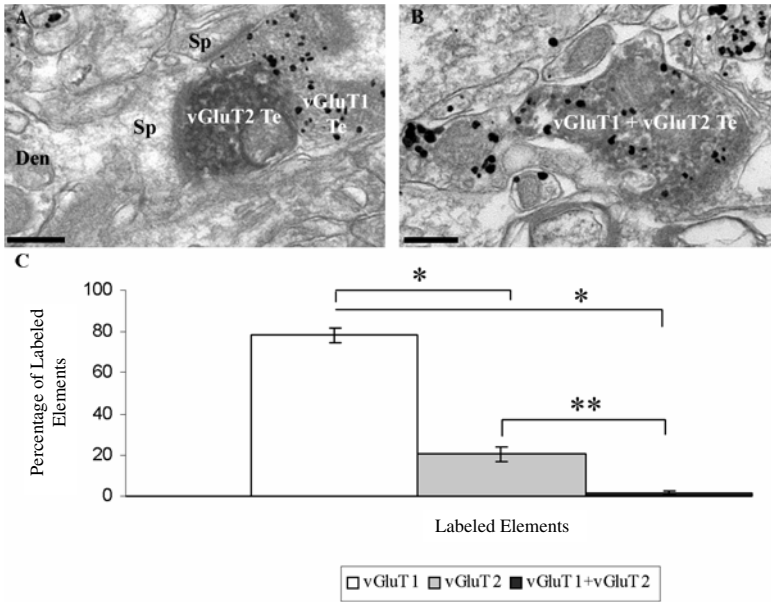 A
Sp
vGluT2 Te
vGluT1
Te
Sp
Den
B
vGluT1 + vGluT2 Te
C
Percentage of Labeled
Elements
100
80
60
40
20
0
*
*
**
Labeled Elements
vGluT1 vGluT2 vGluT1+vGluT2